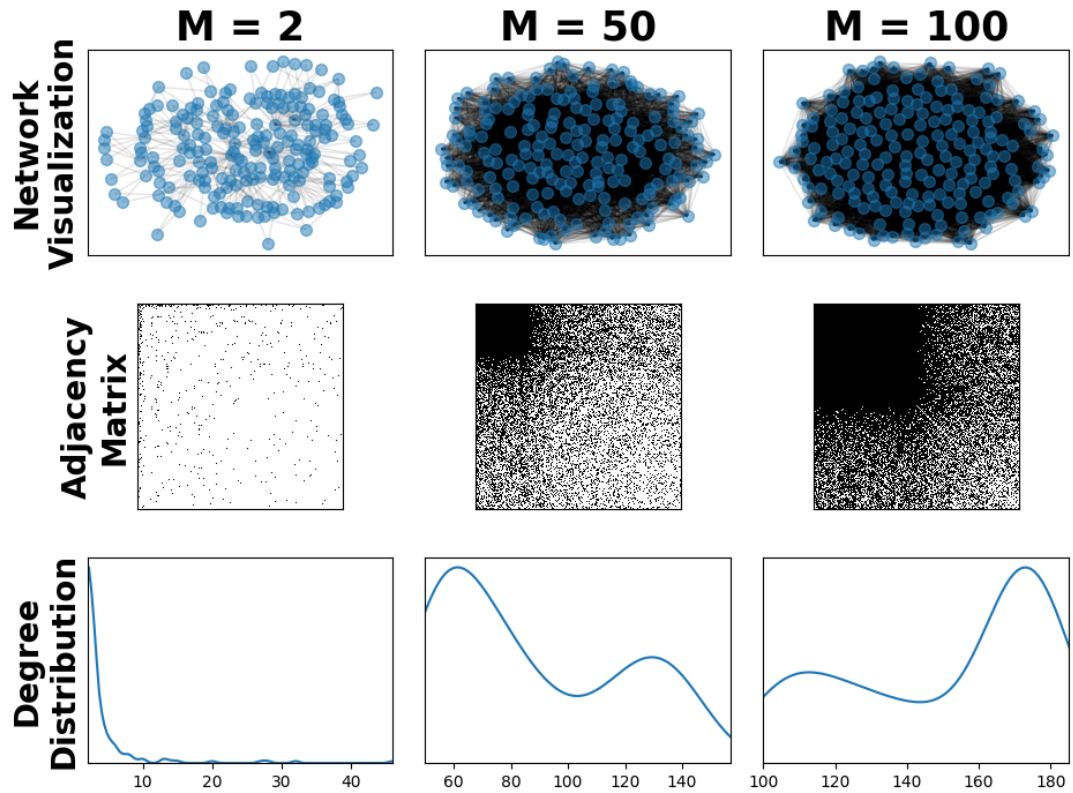 M = 2
M = 50
M = 100
Network
Visualization
Adjacency
Matrix
Degree
Distribution
10 20 30 40
60 80 100 120 140
100 120 140 160 180